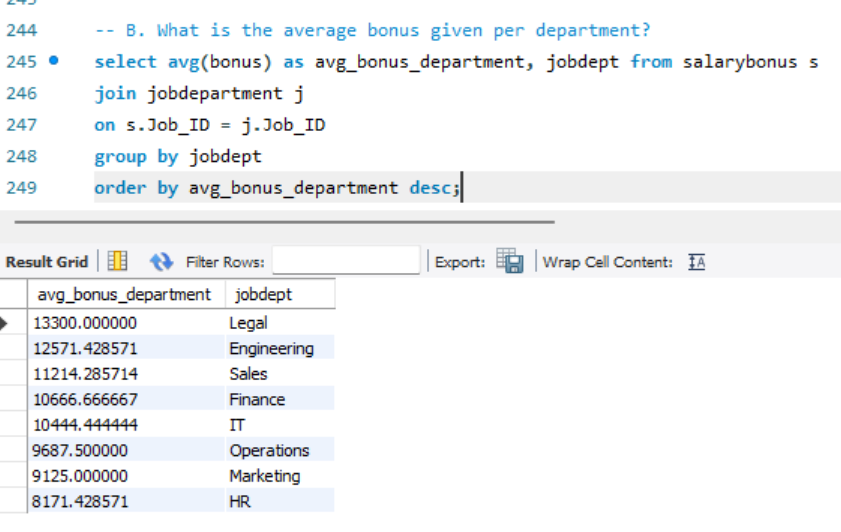 244 -- B. What is the average bonus given per department?
245 select avg(bonus) as avg_bonus_department, jobdept from salarybonus s
246 join jobdepartment j
247 on s.Job_ID = j.Job_ID
248 group by jobdept
249 order by avg_bonus_department desc;
Result Grid Filter Rows: Export: Wrap Cell Content: IA
avg_bonus_department jobdept
13300.000000 Legal
12571.428571 Engineering
11214.285714 Sales
10666.666667 Finance
10444.444444 IT
9687.500000 Operations
9125.000000 Marketing
8171.428571 HR